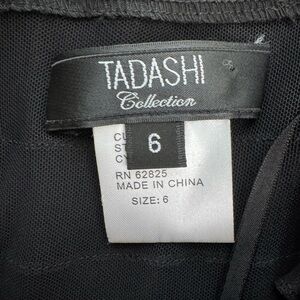 TADASHI
Collection
6
RN 62825
MADE IN CHINA
SIZE: 6